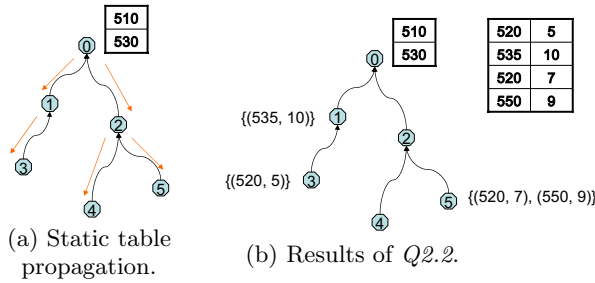 510
530
0
1
2
3
4
5
(a) Static table
propagation.
510
530
520 5
535 10
520 7
550 9
0
{(535, 10)} 1
2
{(520, 5)} 3
4
5 {(520, 7), (550, 9)}
(b) Results of Q2.2.